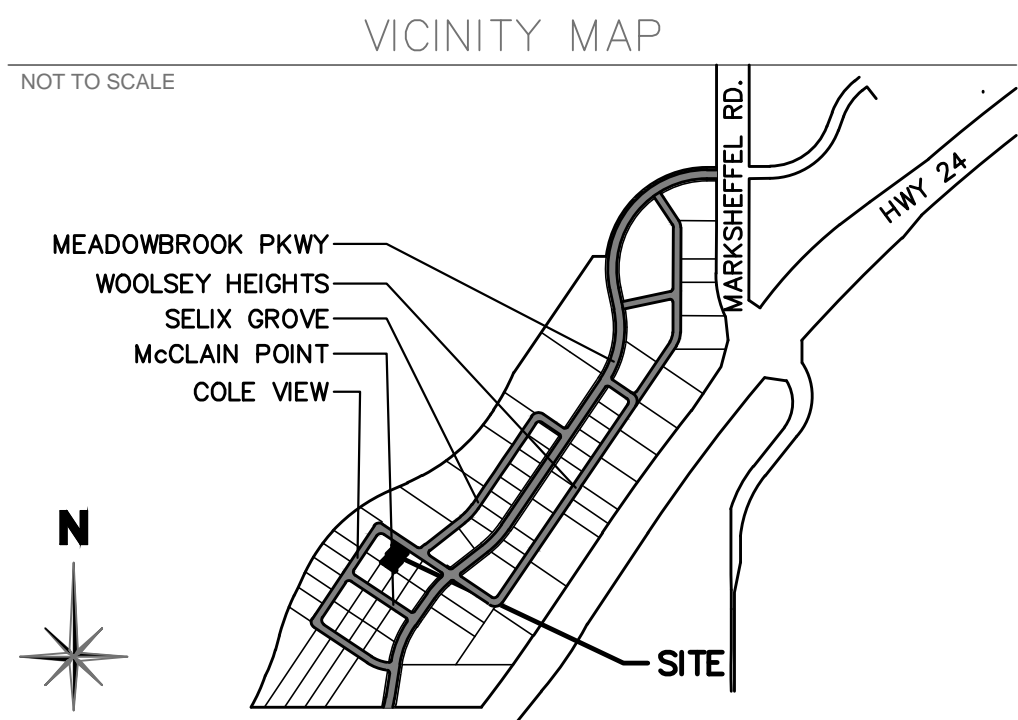 VICINITY MAP
NOT TO SCALE
MARKSHEFFEL RD.
HWY 24
MEADOWBROOK PKWY
WOOLSEY HEIGHTS
SELIX GROVE
McCLAIN POINT
COLE VIEW
N
SITE